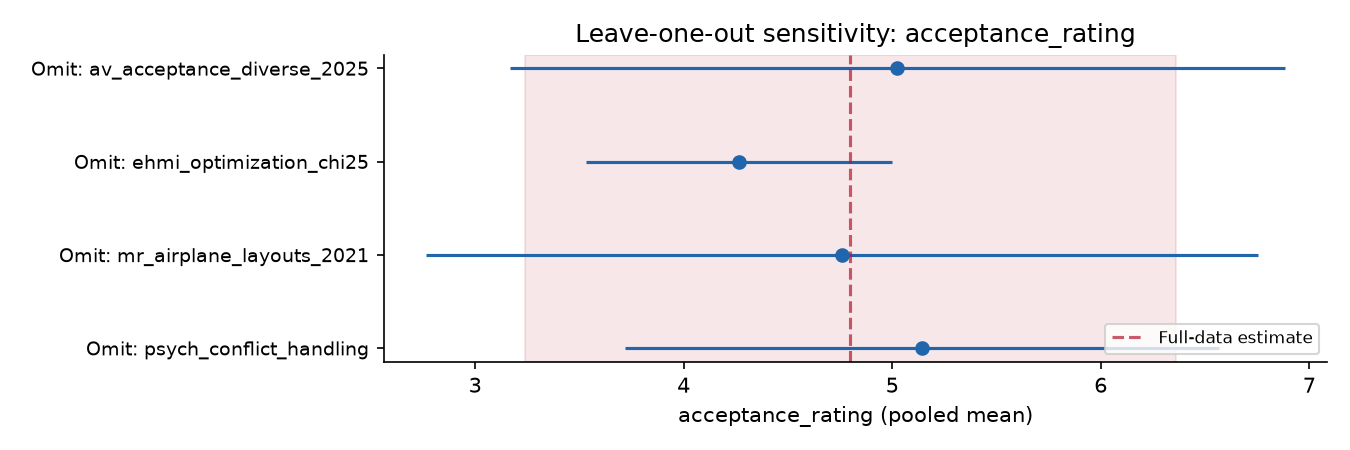 Leave-one-out sensitivity: acceptance_rating
Omit: av_acceptance_diverse_2025
Omit: ehmi_optimization_chi25
Omit: mr_airplane_layouts_2021
Omit: psych_conflict_handling
Full-data estimate
3 4 5 6 7
acceptance_rating (pooled mean)